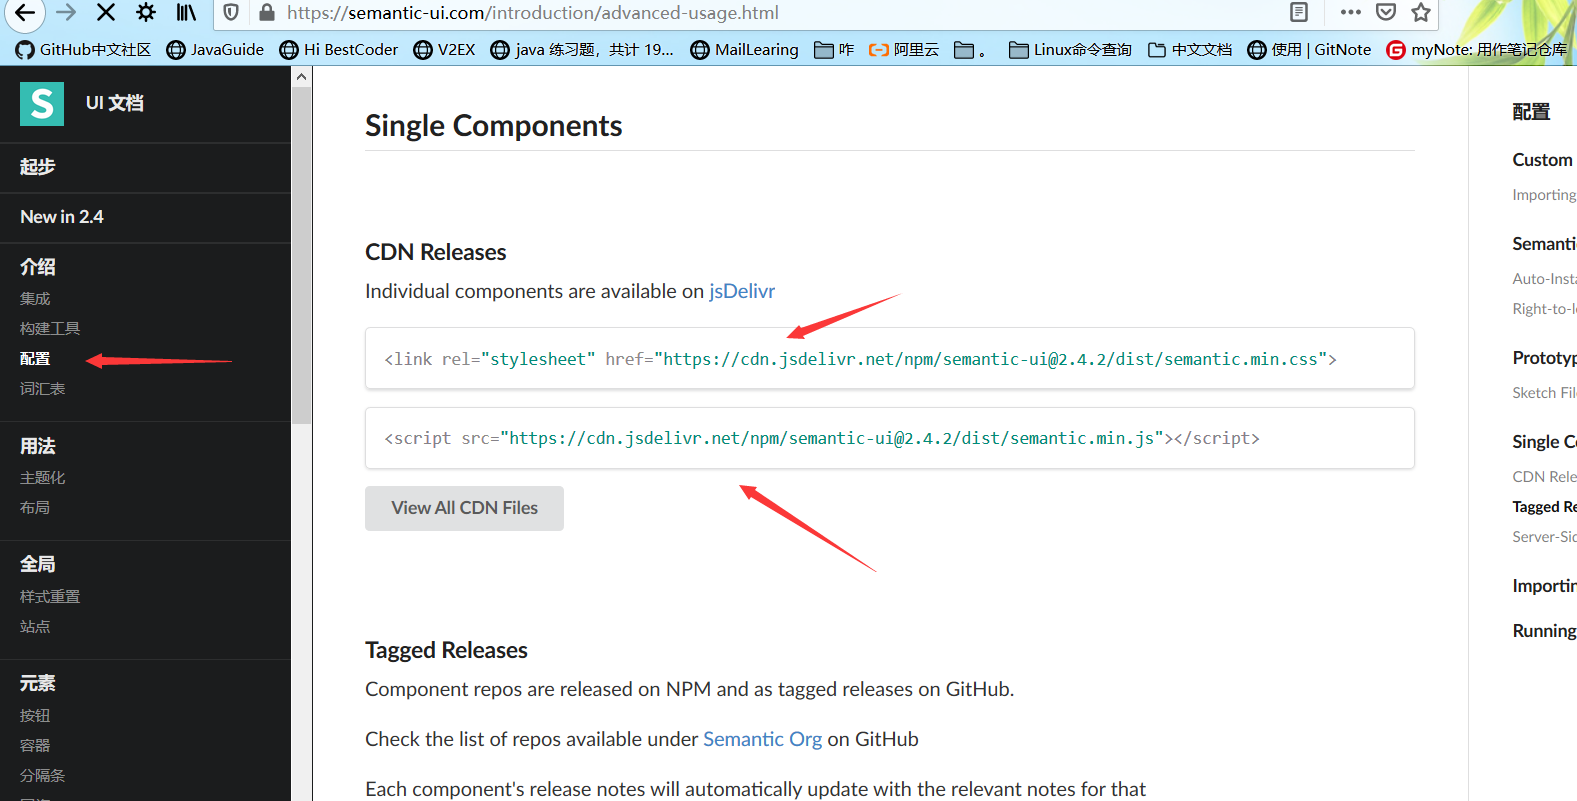 https://semantic-ui.com/introduction/advanced-usage.html
GitHub中文社区 JavaGuide Hi BestCoder V2EX java 练习题，共计 19... MailLearing 咋 阿里云 。 Linux命令查询 中文文档 使用 | GitNote myNote: 用作笔记仓库
S UI 文档
起步
New in 2.4
介绍
集成
构建工具
配置
词汇表
用法
主题化
布局
全局
样式重置
站点
元素
按钮
容器
分隔条
Single Components
CDN Releases
Individual components are available on jsDelivr
<link rel="stylesheet" href="https://cdn.jsdelivr.net/npm/semantic-ui@2.4.2/dist/semantic.min.css">
<script src="https://cdn.jsdelivr.net/npm/semantic-ui@2.4.2/dist/semantic.min.js"></script>
View All CDN Files
Tagged Releases
Component repos are released on NPM and as tagged releases on GitHub.
Check the list of repos available under Semantic Org on GitHub
Each component's release notes will automatically update with the relevant notes for that
配置
Custom
Importing
Semanti
Auto-Insta
Right-to-l
Prototyp
Sketch Fil
Single Co
CDN Rele
Tagged Re
Server-Sid
Importin
Running